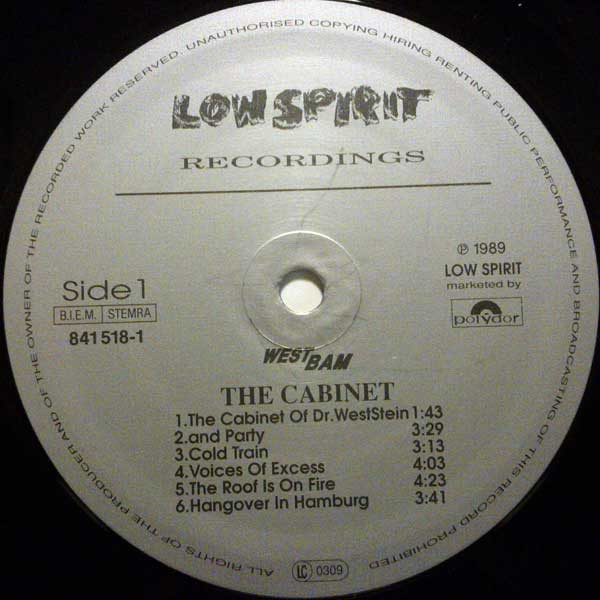 ALL RIGHTS OF THE PRODUCER AND OF THE OWNER OF THE RECORDED WORK RESERVED. UNAUTHORISED COPYING HIRING RENTING PUBLIC PERFORMANCE AND BROADCASTING OF THIS RECORD PROHIBITED
LOW SPIRIT
RECORDINGS
℗ 1989
LOW SPIRIT
marketed by
polydor
Side 1
B.I.E.M. STEMRA
841 518-1
WESTBAM
THE CABINET
1.The Cabinet Of Dr.WestStein 1:43
2.and Party 3:29
3.Cold Train 3:13
4.Voices Of Excess 4:03
5.The Roof Is On Fire 4:23
6.Hangover In Hamburg 3:41
LC 0309